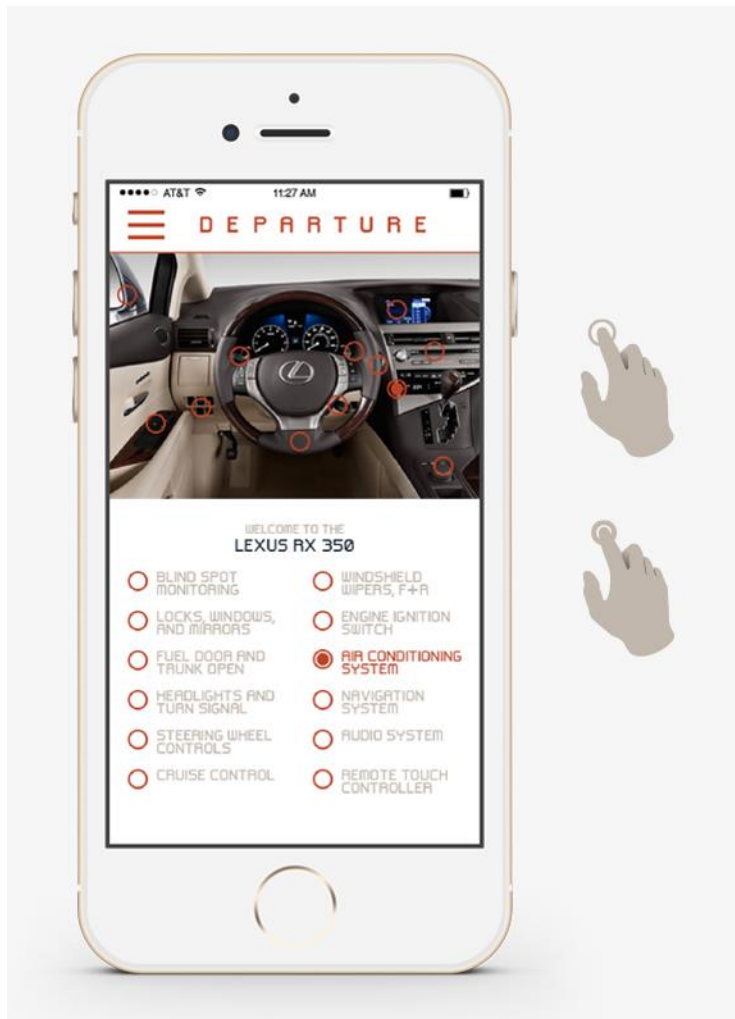 AT&T 11:27 AM
DEPARTURE
WELCOME TO THE
LEXUS RX 350
BLIND SPOT
MONITORING
LOCKS, WINDOWS,
AND MIRRORS
FUEL DOOR AND
TRUNK OPEN
HEADLIGHTS AND
TURN SIGNAL
STEERING WHEEL
CONTROLS
CRUISE CONTROL
WINDSHIELD
WIPERS, F+R
ENGINE IGNITION
SWITCH
AIR CONDITIONING
SYSTEM
NAVIGATION
SYSTEM
AUDIO SYSTEM
REMOTE TOUCH
CONTROLLER